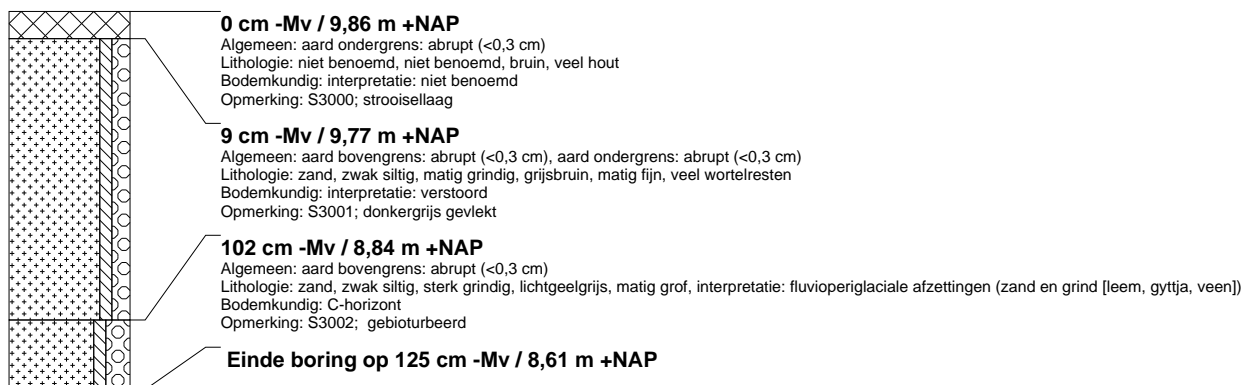 0 cm -Mv / 9,86 m +NAP
Algemeen: aard ondergrens: abrupt (<0,3 cm)
Lithologie: niet benoemd, niet benoemd, bruin, veel hout
Bodemkundig: interpretatie: niet benoemd
Opmerking: S3000; strooisellaag
9 cm -Mv / 9,77 m +NAP
Algemeen: aard bovengrens: abrupt (<0,3 cm), aard ondergrens: abrupt (<0,3 cm)
Lithologie: zand, zwak siltig, matig grindig, grijsbruin, matig fijn, veel wortelresten
Bodemkundig: interpretatie: verstoord
Opmerking: S3001; donkergrijs gevlekt
102 cm -Mv / 8,84 m +NAP
Algemeen: aard bovengrens: abrupt (<0,3 cm)
Lithologie: zand, zwak siltig, sterk grindig, lichtgeelgrijs, matig grof, interpretatie: fluvioperiglaciale afzettingen (zand en grind [leem, gyttja, veen])
Bodemkundig: C-horizont
Opmerking: S3002;  gebioturbeerd
Einde boring op 125 cm -Mv / 8,61 m +NAP